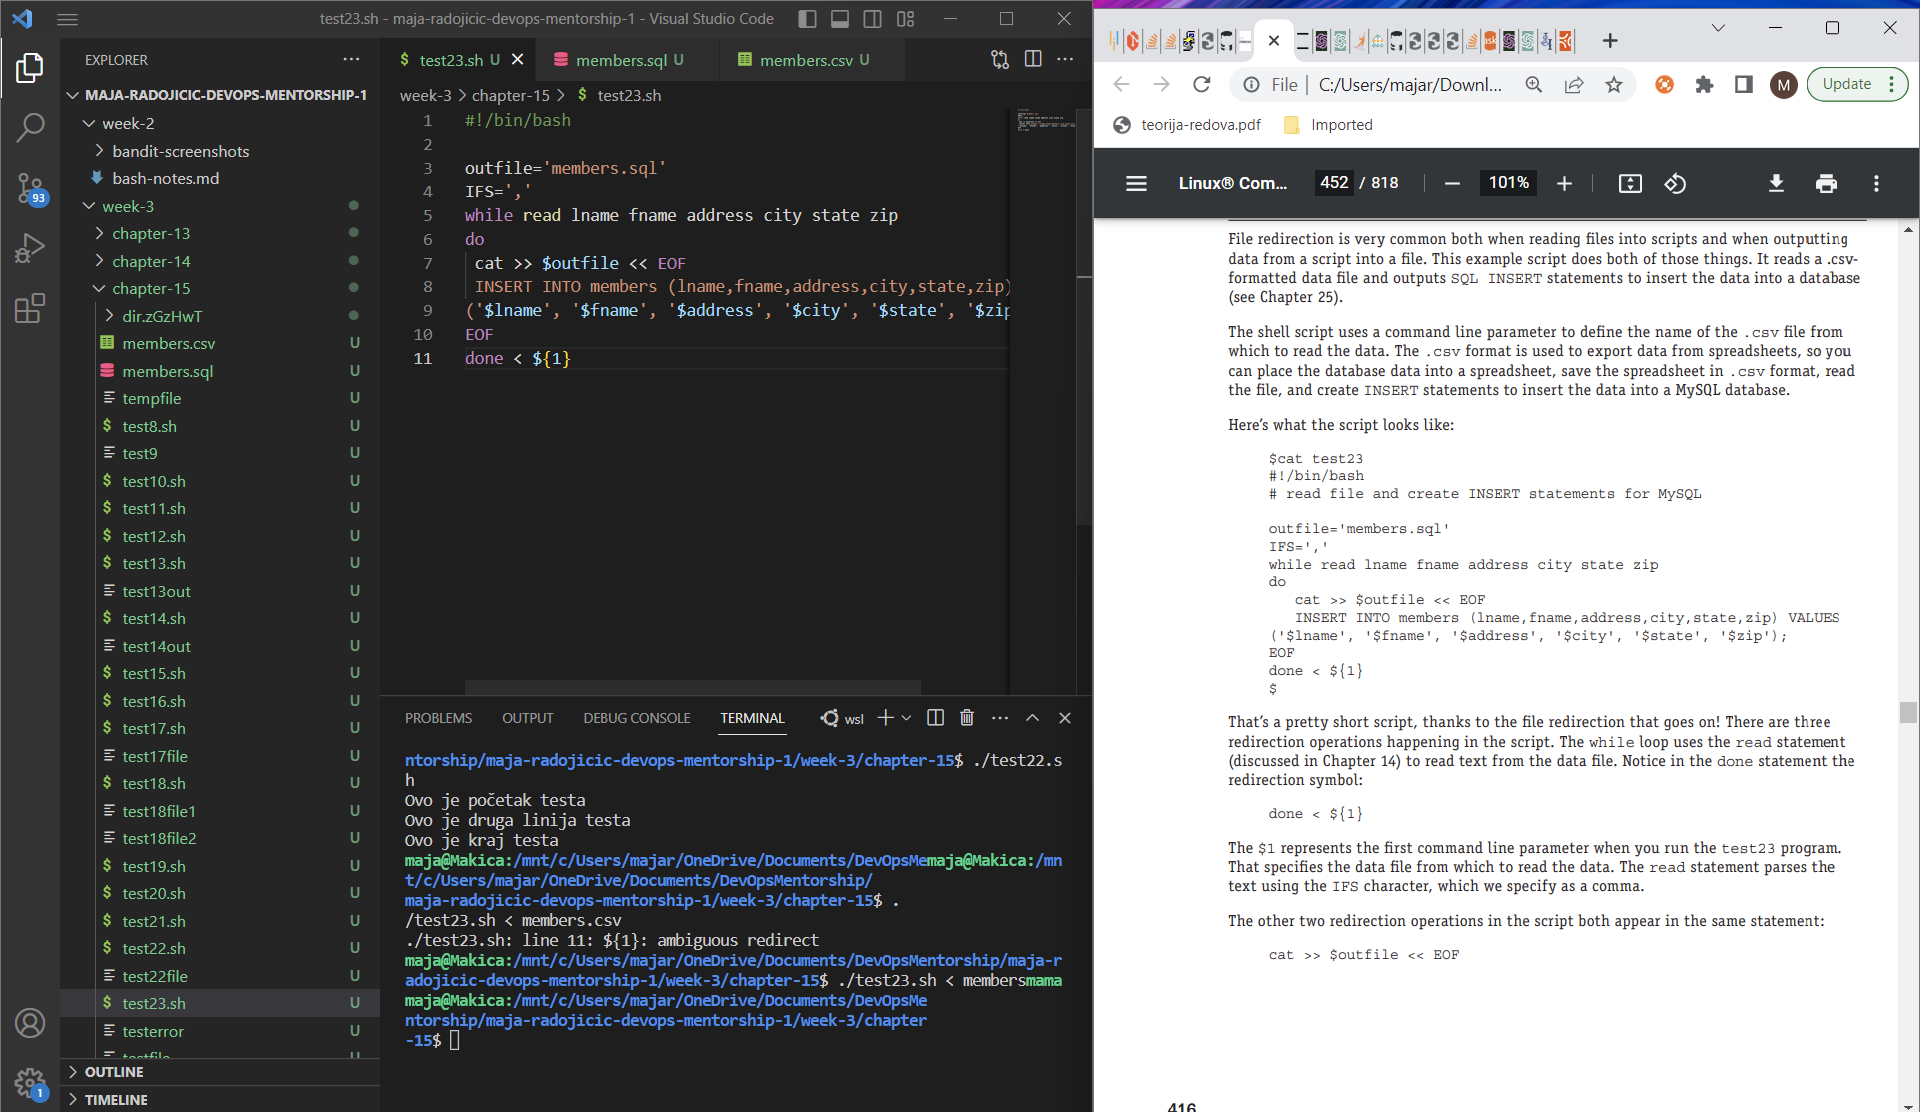 test23.sh - maja-radojicic-devops-mentorship-1 - Visual Studio Code
EXPLORER
MAJA-RADOJICIC-DEVOPS-MENTORSHIP-1
week-2
bandit-screenshots
bash-notes.md
93
week-3
chapter-13
chapter-14
chapter-15
dir.zGzHwT
members.csv U
members.sql U
tempfile U
test8.sh U
test9 U
test10.sh U
test11.sh U
test12.sh U
test13.sh U
test13out U
test14.sh U
test14out U
test15.sh U
test16.sh U
test17.sh U
test17file U
test18.sh U
test18file1 U
test18file2 U
test19.sh U
test20.sh U
test21.sh U
test22.sh U
test22file U
test23.sh U
testerror U
testfile U
OUTLINE
TIMELINE
1
test23.sh U
members.sql U
members.csv U
week-3 > chapter-15 > $ test23.sh
1 #!/bin/bash
2
3 outfile='members.sql'
4 IFS=','
5 while read lname fname address city state zip
6 do
7 cat >> $outfile << EOF
8 INSERT INTO members (lname,fname,address,city,state,zip)
9 ('$lname', '$fname', '$address', '$city', '$state', '$zip
10 EOF
11 done < ${1}
PROBLEMS OUTPUT DEBUG CONSOLE TERMINAL wsl
ntorship/maja-radojicic-devops-mentorship-1/week-3/chapter-15$ ./test22.s
h
Ovo je početak testa
Ovo je druga linija testa
Ovo je kraj testa
maja@Makica:/mnt/c/Users/majar/OneDrive/Documents/DevOpsMemaja@Makica:/mn
t/c/Users/majar/OneDrive/Documents/DevOpsMentorship/
maja-radojicic-devops-mentorship-1/week-3/chapter-15$ .
/test23.sh < members.csv
./test23.sh: line 11: ${1}: ambiguous redirect
maja@Makica:/mnt/c/Users/majar/OneDrive/Documents/DevOpsMentorship/maja-r
adojicic-devops-mentorship-1/week-3/chapter-15$ ./test23.sh < membersmama
maja@Makica:/mnt/c/Users/majar/OneDrive/Documents/DevOpsMe
ntorship/maja-radojicic-devops-mentorship-1/week-3/chapter
-15$
File | C:/Users/majar/Downl...
M
Update
teorija-redova.pdf
Imported
Linux® Com... 452 / 818 101%
File redirection is very common both when reading files into scripts and when outputting
data from a script into a file. This example script does both of those things. It reads a .csv-
formatted data file and outputs SQL INSERT statements to insert the data into a database
(see Chapter 25).
The shell script uses a command line parameter to define the name of the .csv file from
which to read the data. The .csv format is used to export data from spreadsheets, so you
can place the database data into a spreadsheet, save the spreadsheet in .csv format, read
the file, and create INSERT statements to insert the data into a MySQL database.
Here's what the script looks like:
$cat test23
#!/bin/bash
# read file and create INSERT statements for MySQL
outfile='members.sql'
IFS=','
while read lname fname address city state zip
do
cat >> $outfile << EOF
INSERT INTO members (lname,fname,address,city,state,zip) VALUES
('$lname', '$fname', '$address', '$city', '$state', '$zip');
EOF
done < ${1}
$
That's a pretty short script, thanks to the file redirection that goes on! There are three
redirection operations happening in the script. The while loop uses the read statement
(discussed in Chapter 14) to read text from the data file. Notice in the done statement the
redirection symbol:
done < ${1}
The $1 represents the first command line parameter when you run the test23 program.
That specifies the data file from which to read the data. The read statement parses the
text using the IFS character, which we specify as a comma.
The other two redirection operations in the script both appear in the same statement:
cat >> $outfile << EOF
416